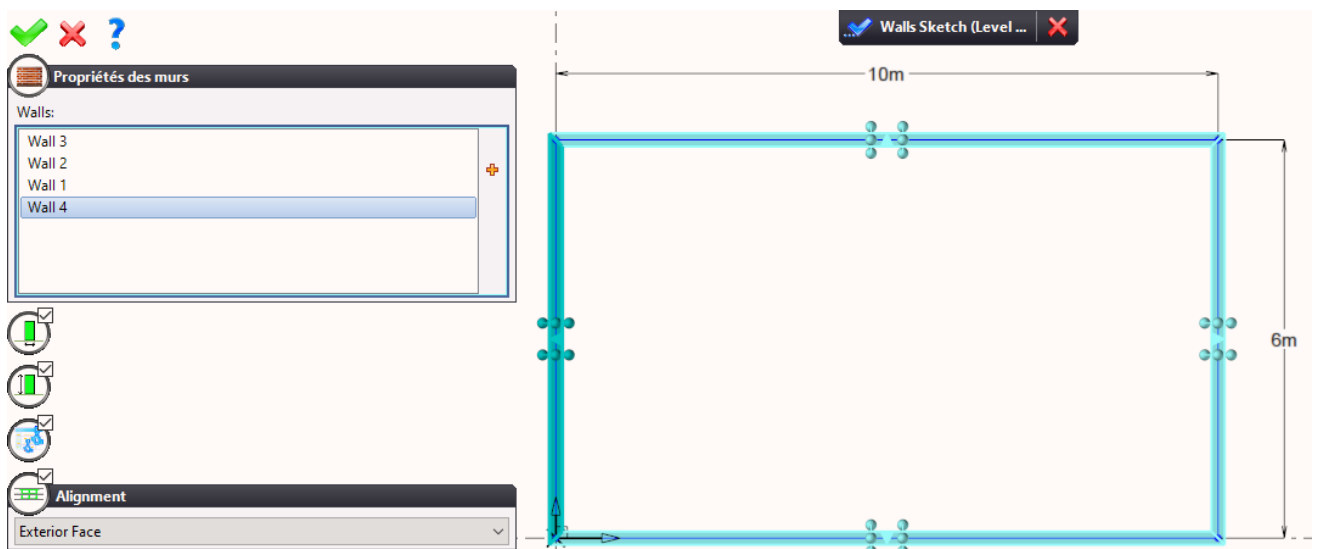 Walls Sketch (Level ...
Propriétés des murs
10m
Walls:
Wall 3
Wall 2
Wall 1
Wall 4
6m
Alignment
Exterior Face